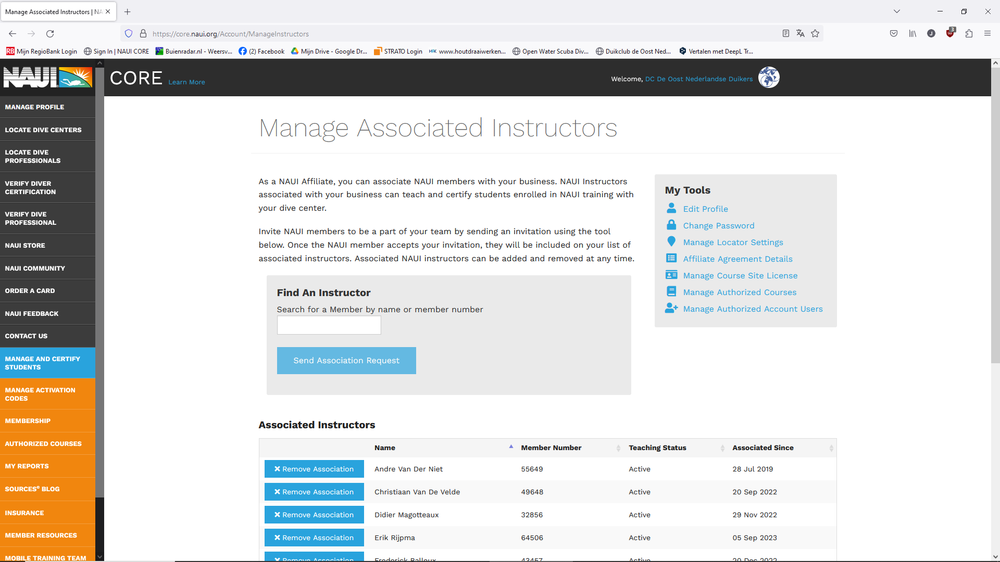 Manage Associated Instructors | NA
https://core.naui.org/Account/ManageInstructors
3
J
RB Mijn RegioBank Login
Sign In | NAUI CORE
Buienradar.nl - Weersv...
(2) Facebook
Mijn Drive - Google Dr...
STRATO Login
www.houtdraaiwerken...
Open Water Scuba Div...
Duikclub de Oost Ned...
Vertalen met DeepL Tr...
NAUI
CORE Learn More
Welcome, DC De Oost Nederlandse Duikers
MANAGE PROFILE
LOCATE DIVE CENTERS
LOCATE DIVE
PROFESSIONALS
VERIFY DIVER
CERTIFICATION
VERIFY DIVE
PROFESSIONAL
NAUI STORE
NAUI COMMUNITY
ORDER A CARD
NAUI FEEDBACK
CONTACT US
MANAGE AND CERTIFY
STUDENTS
MANAGE ACTIVATION
CODES
MEMBERSHIP
AUTHORIZED COURSES
MY REPORTS
SOURCES© BLOG
INSURANCE
MEMBER RESOURCES
MOBILE TRAINING TEAM
Manage Associated Instructors
As a NAUI Affiliate, you can associate NAUI members with your business. NAUI Instructors
associated with your business can teach and certify students enrolled in NAUI training with
your dive center.
Invite NAUI members to be a part of your team by sending an invitation using the tool
below. Once the NAUI member accepts your invitation, they will be included on your list of
associated instructors. Associated NAUI instructors can be added and removed at any time.
Find An Instructor
Search for a Member by name or member number
Send Association Request
My Tools
Edit Profile
Change Password
Manage Locator Settings
Affiliate Agreement Details
Manage Course Site License
Manage Authorized Courses
Manage Authorized Account Users
Associated Instructors
Name Member Number Teaching Status Associated Since
Remove Association Andre Van Der Niet 55649 Active 28 Jul 2019
Remove Association Christiaan Van De Velde 49648 Active 20 Sep 2022
Remove Association Didier Magotteaux 32856 Active 29 Nov 2022
Remove Association Erik Rijpma 64506 Active 05 Sep 2023
Remove Association Frederick Balloux 43457 Active 20 Dec 2022